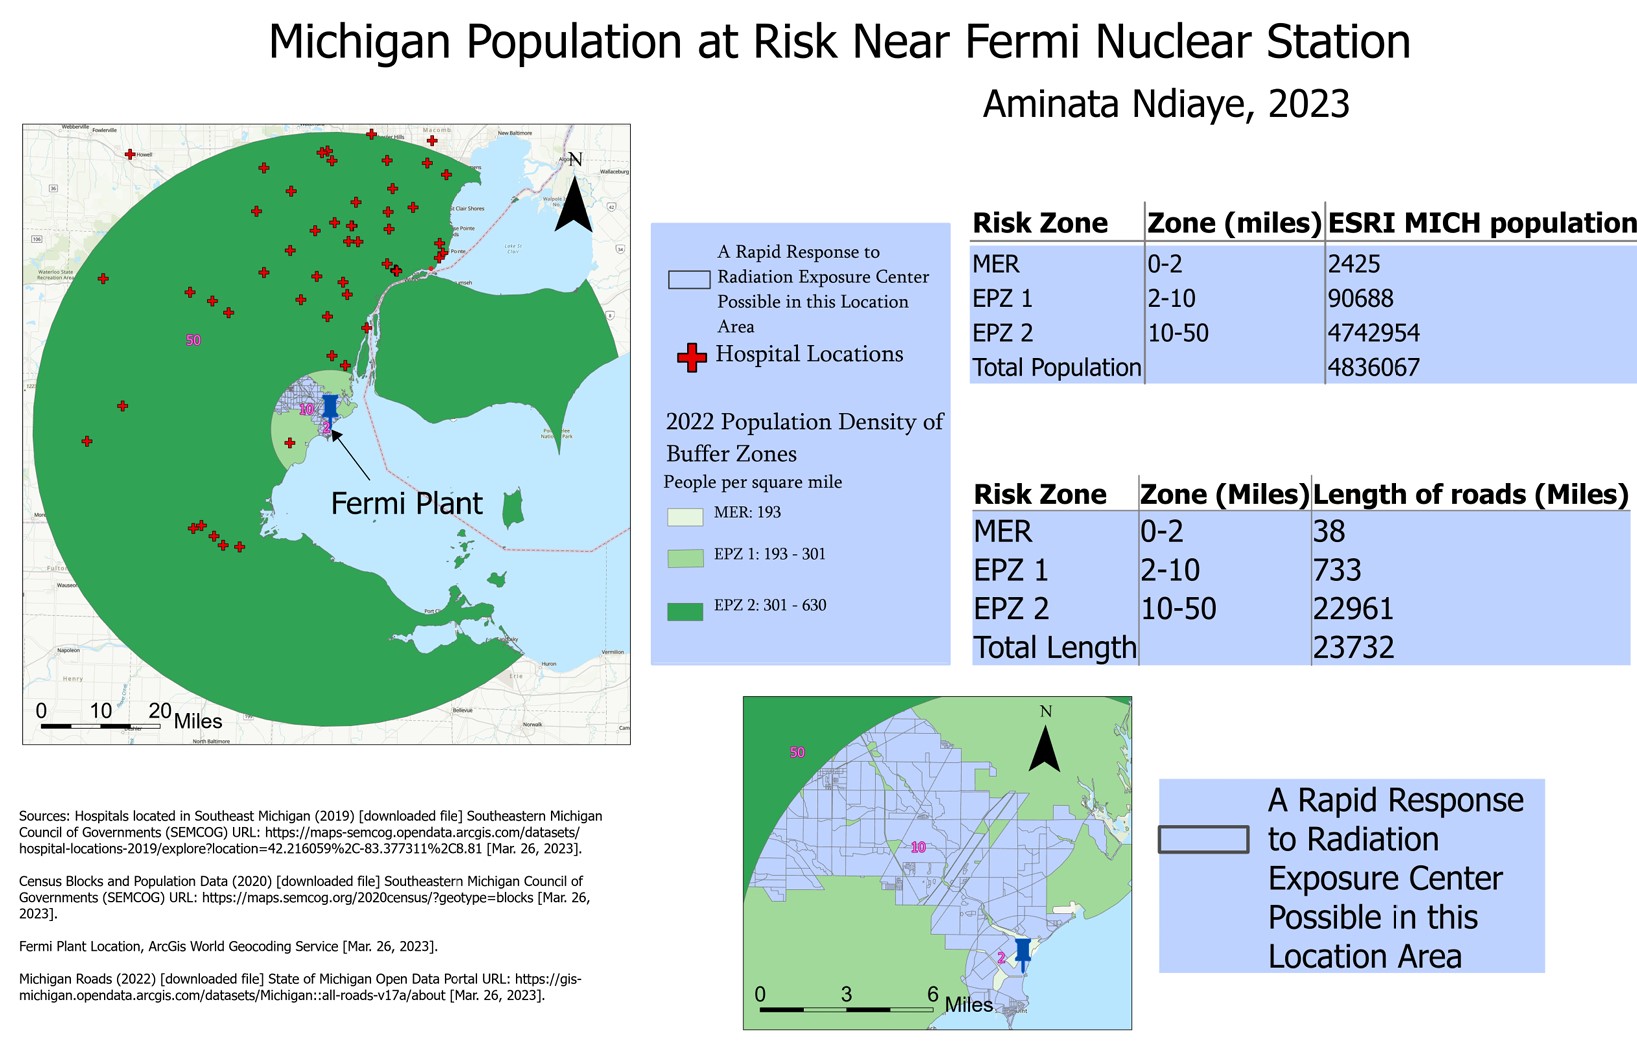 Michigan Population at Risk Near Fermi Nuclear Station
Aminata Ndiaye, 2023
Webberville
Fowlerville
Howell
Macomb
New Baltimore
Wallaceburg
N
36
106
42
Waterloo State
Recreation Area
St Clair Shores
Lake St
Clair
50
10
2
Fermi Plant
Napoleon
Henry
Erie
Huron
Vermilion
Bellevue
Norwalk
North Baltimore
0 10 20 Miles
A Rapid Response to
Radiation Exposure Center
Possible in this Location
Area
Hospital Locations
2022 Population Density of
Buffer Zones
People per square mile
MER: 193
EPZ 1: 193 - 301
EPZ 2: 301 - 630
Risk Zone Zone (miles) ESRI MICH population
MER 0-2 2425
EPZ 1 2-10 90688
EPZ 2 10-50 4742954
Total Population 4836067
Risk Zone Zone (Miles) Length of roads (Miles)
MER 0-2 38
EPZ 1 2-10 733
EPZ 2 10-50 22961
Total Length 23732
50
N
10
2
0 3 6 Miles
A Rapid Response
to Radiation
Exposure Center
Possible in this
Location Area
Sources: Hospitals located in Southeast Michigan (2019) [downloaded file] Southeastern Michigan
Council of Governments (SEMCOG) URL: https://maps-semcog.opendata.arcgis.com/datasets/
hospital-locations-2019/explore?location=42.216059%2C-83.377311%2C8.81 [Mar. 26, 2023].
Census Blocks and Population Data (2020) [downloaded file] Southeastern Michigan Council of
Governments (SEMCOG) URL: https://maps.semcog.org/2020census/?geotype=blocks [Mar. 26,
2023].
Fermi Plant Location, ArcGis World Geocoding Service [Mar. 26, 2023].
Michigan Roads (2022) [downloaded file] State of Michigan Open Data Portal URL: https://gis-
michigan.opendata.arcgis.com/datasets/Michigan::all-roads-v17a/about [Mar. 26, 2023].